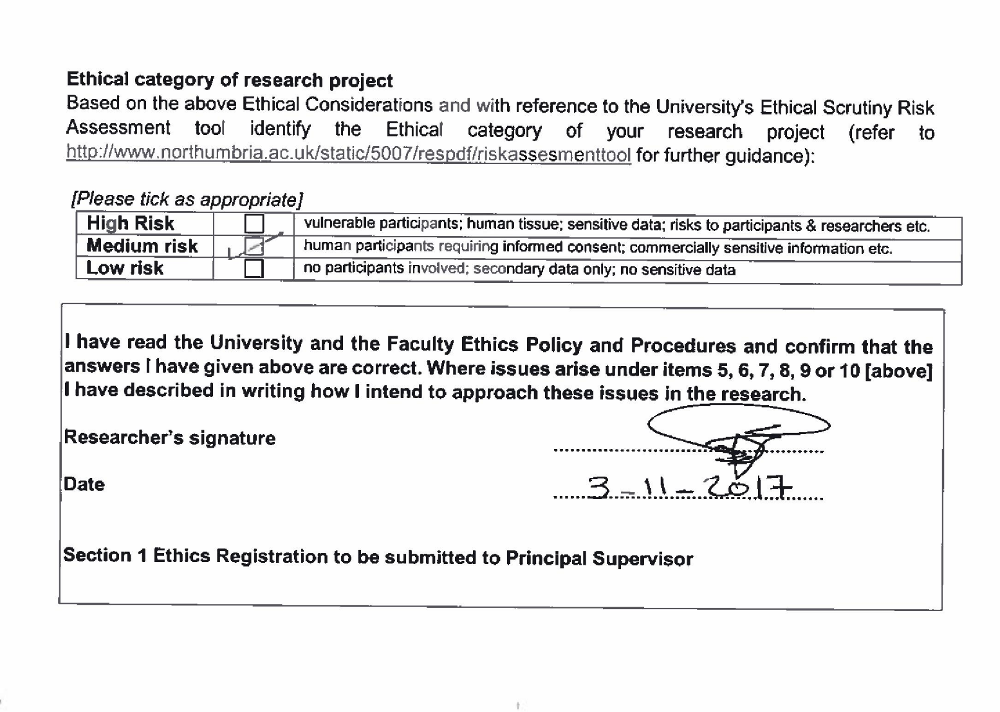 Ethical category of research project
Based on the above Ethical Considerations and with reference to the University's Ethical Scrutiny Risk
Assessment tool identify the Ethical category of your research project (refer to
http://www.northumbria.ac.uk/static/5007/respdf/riskassesmenttool for further guidance):
[Please tick as appropriate]
High Risk vulnerable participants; human tissue; sensitive data; risks to participants & researchers etc.
Medium risk human participants requiring informed consent; commercially sensitive information etc.
Low risk no participants involved; secondary data only; no sensitive data
I have read the University and the Faculty Ethics Policy and Procedures and confirm that the
answers I have given above are correct. Where issues arise under items 5, 6, 7, 8, 9 or 10 [above]
I have described in writing how I intend to approach these issues in the research.
Researcher's signature
Date 3-11-2017
Section 1 Ethics Registration to be submitted to Principal Supervisor